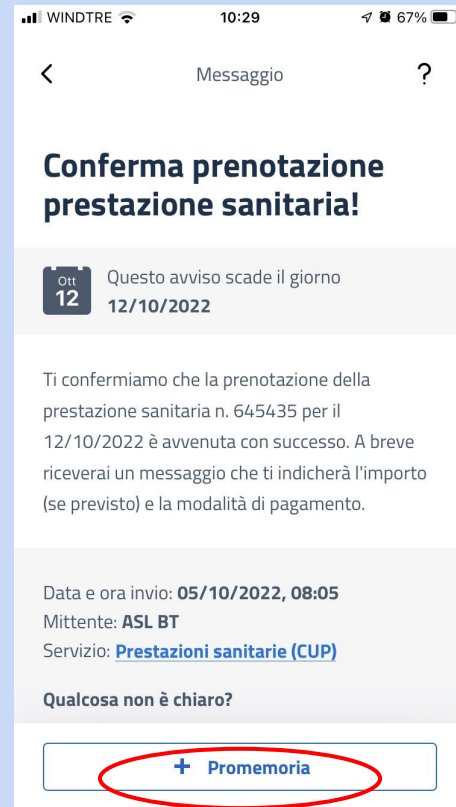 WINDTRE 10:29 67%
Messaggio ?
Conferma prenotazione
prestazione sanitaria!
Ott
12
Questo avviso scade il giorno
12/10/2022
Ti confermiamo che la prenotazione della
prestazione sanitaria n. 645435 per il
12/10/2022 è avvenuta con successo. A breve
riceverai un messaggio che ti indicherà l'importo
(se previsto) e la modalità di pagamento.
Data e ora invio: 05/10/2022, 08:05
Mittente: ASL BT
Servizio: Prestazioni sanitarie (CUP)
Qualcosa non è chiaro?
+ Promemoria